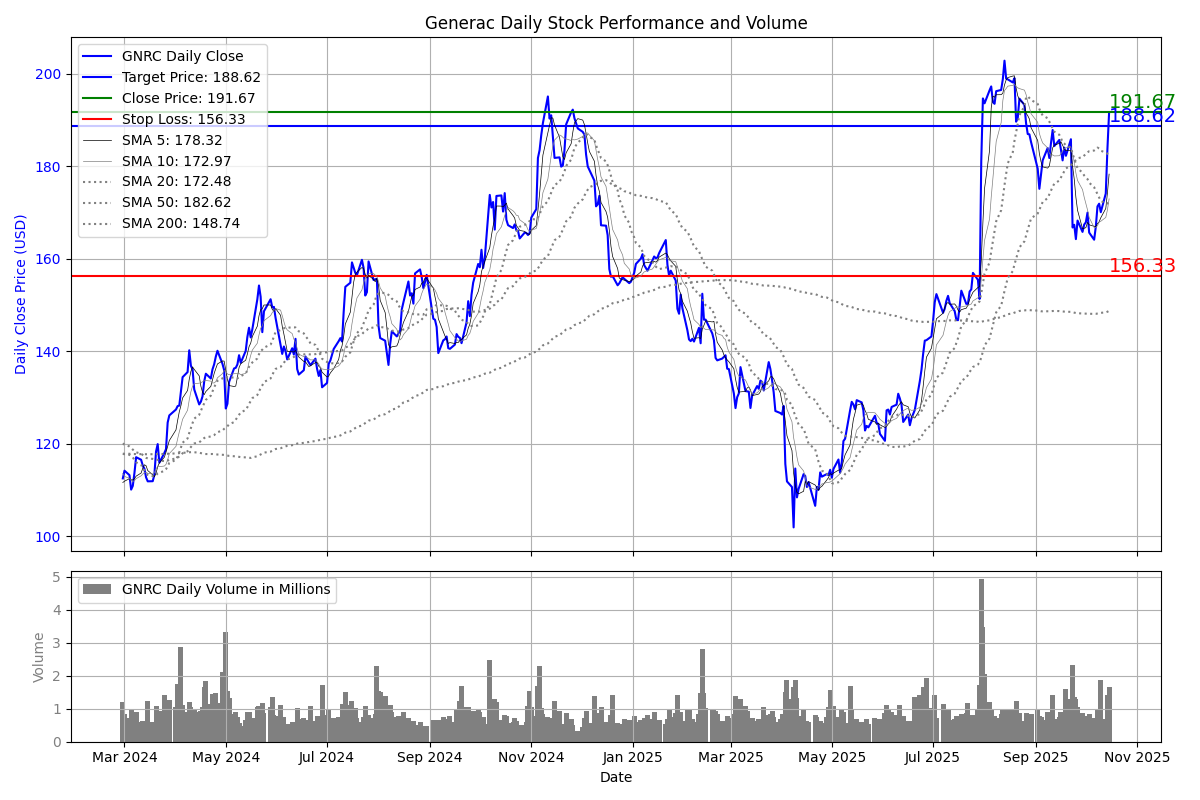 Generac Daily Stock Performance and Volume
GNRC Daily Close
Target Price: 188.62
Close Price: 191.67
Stop Loss: 156.33
SMA 5: 178.32
SMA 10: 172.97
SMA 20: 172.48
SMA 50: 182.62
SMA 200: 148.74
191.67
188.62
156.33
Daily Close Price (USD)
200
180
160
140
120
100
GNRC Daily Volume in Millions
Volume
5
4
3
2
1
0
Mar 2024 May 2024 Jul 2024 Sep 2024 Nov 2024 Jan 2025 Mar 2025 May 2025 Jul 2025 Sep 2025 Nov 2025
Date